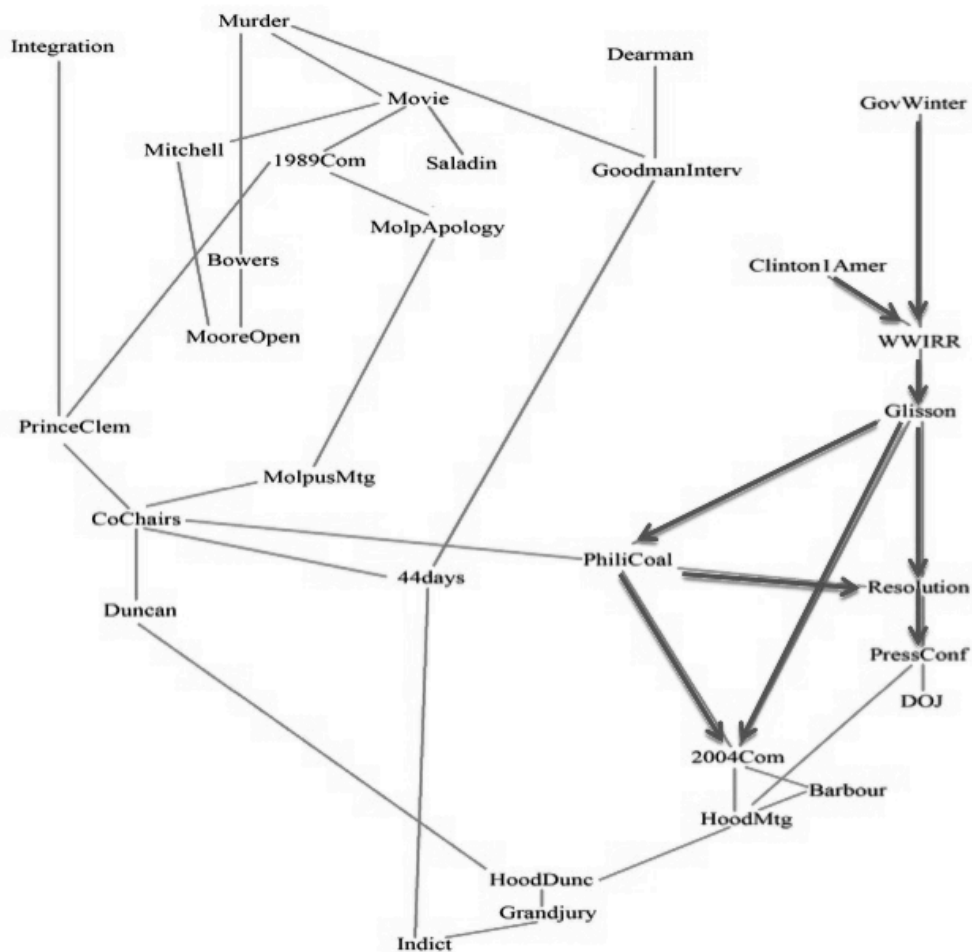 Murder
Integration
Dearman
Movie
GovWinter
Mitchell
1989Com
Saladin
GoodmanInterv
MolpApology
Bowers
Clinton1Amer
MooreOpen
WWIRR
Glisson
PrinceClem
MolpusMtg
CoChairs
PhiliCoal
44days
Resolution
Duncan
PressConf
DOJ
2004Com
Barbour
HoodMtg
HoodDunc
Grandjury
Indict